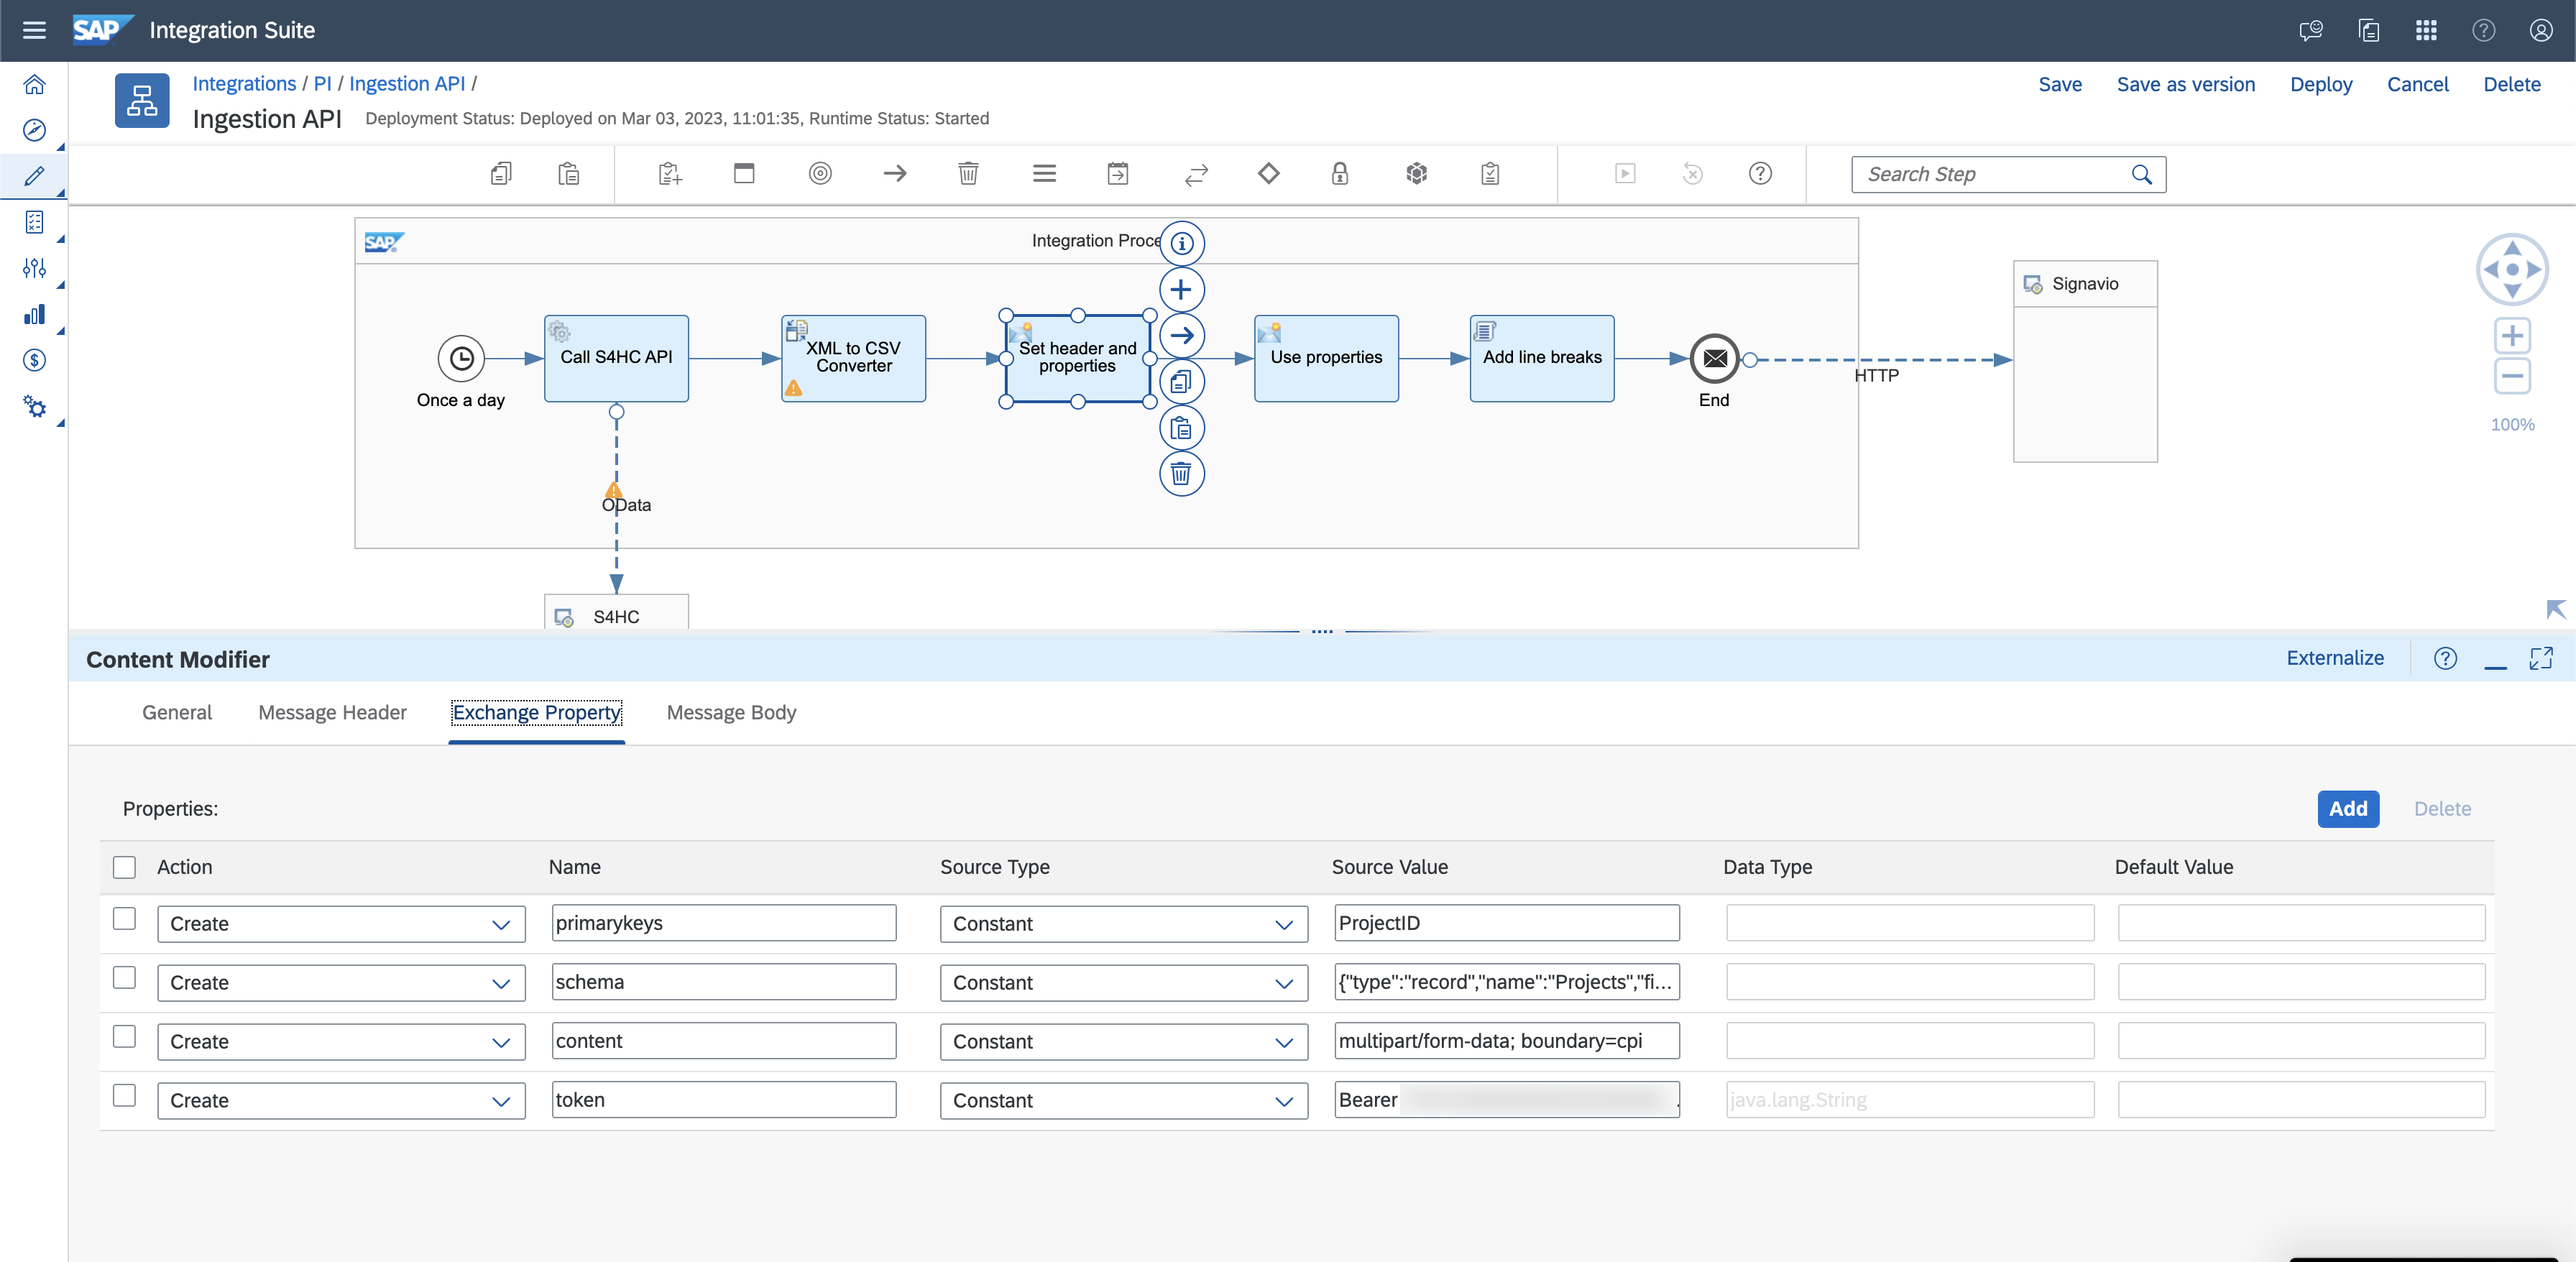 SAP Integration Suite
Integrations / PI / Ingestion API /
Save Save as version Deploy Cancel Delete
Ingestion API Deployment Status: Deployed on Mar 03, 2023, 11:01:35, Runtime Status: Started
Search Step
SAP Integration Proce
Signavio
Call S4HC API
XML to CSV
Converter
Set header and
properties
Use properties
Add line breaks
HTTP
Once a day
End
100%
OData
S4HC
Content Modifier Externalize
General Message Header Exchange Property Message Body
Properties: Add Delete
Action Name Source Type Source Value Data Type Default Value
Create primarykeys Constant ProjectID
Create schema Constant {"type":"record","name":"Projects","fi...
Create content Constant multipart/form-data; boundary=cpi
Create token Constant Bearer java.lang.String